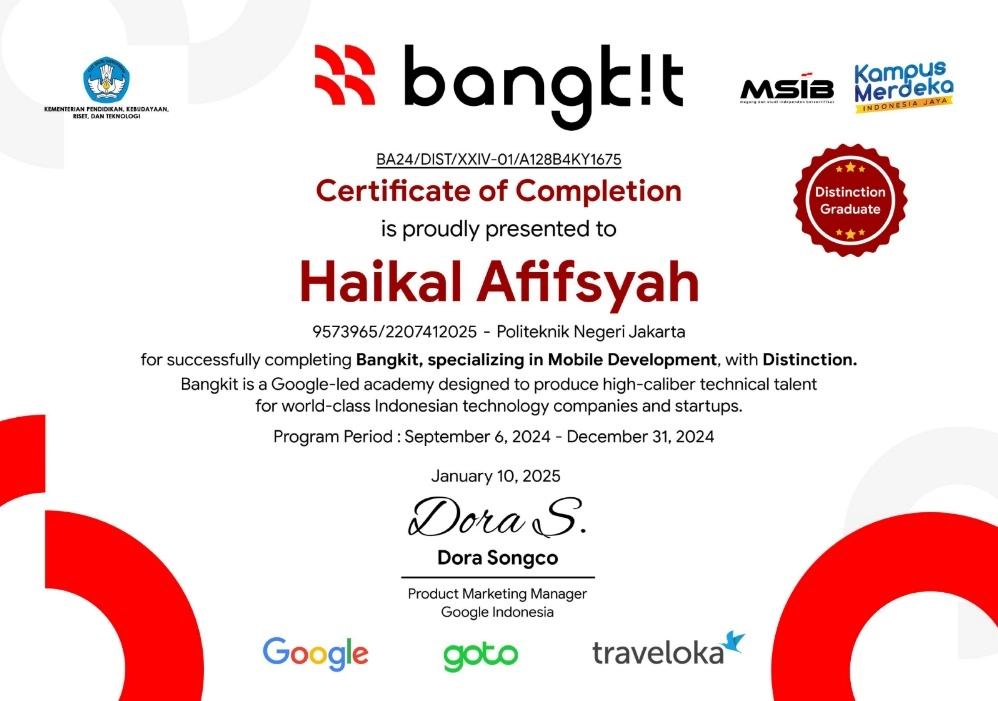 KEMENTERIAN PENDIDIKAN, KEBUDAYAAN,
RISET, DAN TEKNOLOGI
bangk!t
MSIB
magang dan studi independen bersertifikat
Kampus
Merdeka
INDONESIA JAYA
BA24/DIST/XXIV-01/A128B4KY1675
Certificate of Completion
is proudly presented to
Distinction
Graduate
Haikal Afifsyah
9573965/2207412025 - Politeknik Negeri Jakarta
for successfully completing Bangkit, specializing in Mobile Development, with Distinction.
Bangkit is a Google-led academy designed to produce high-caliber technical talent
for world-class Indonesian technology companies and startups.
Program Period : September 6, 2024 - December 31, 2024
January 10, 2025
Dora S.
Dora Songco
Product Marketing Manager
Google Indonesia
Google
goto
traveloka